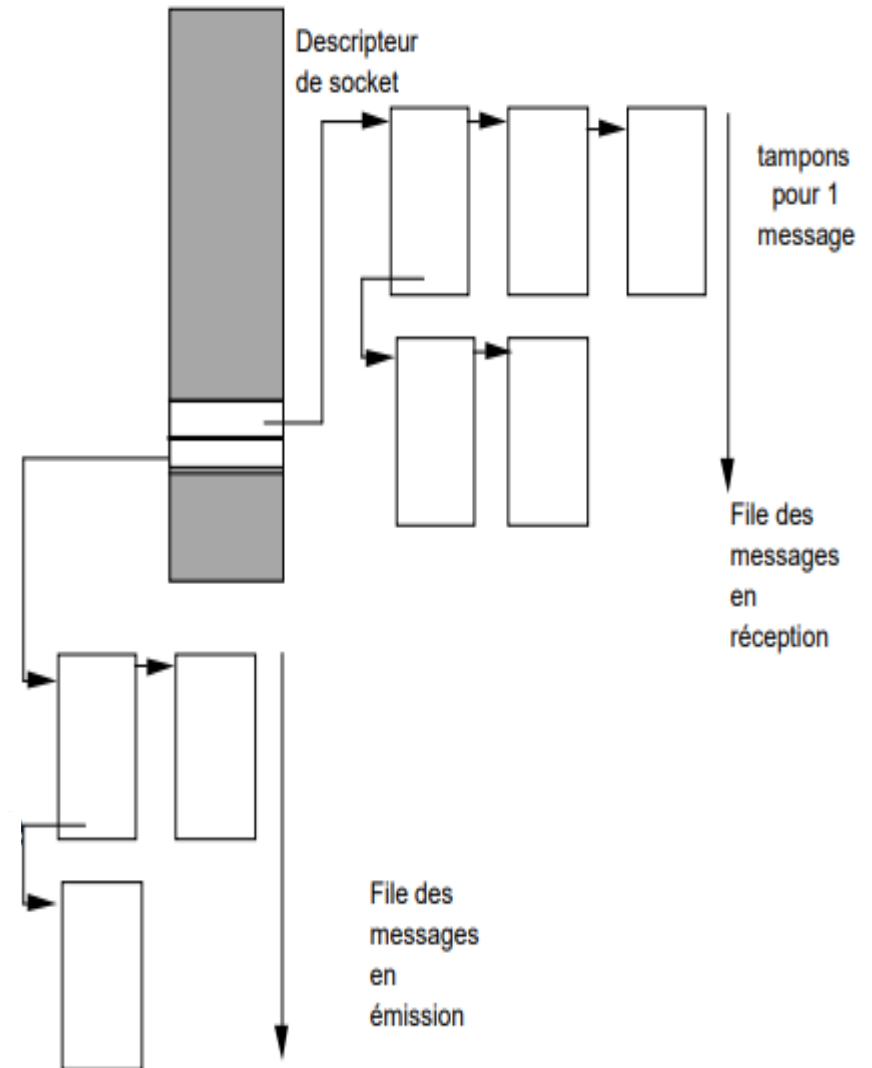 Descripteur
de socket
tampons
pour 1
message
File des
messages
en
réception
File des
messages
en
émission